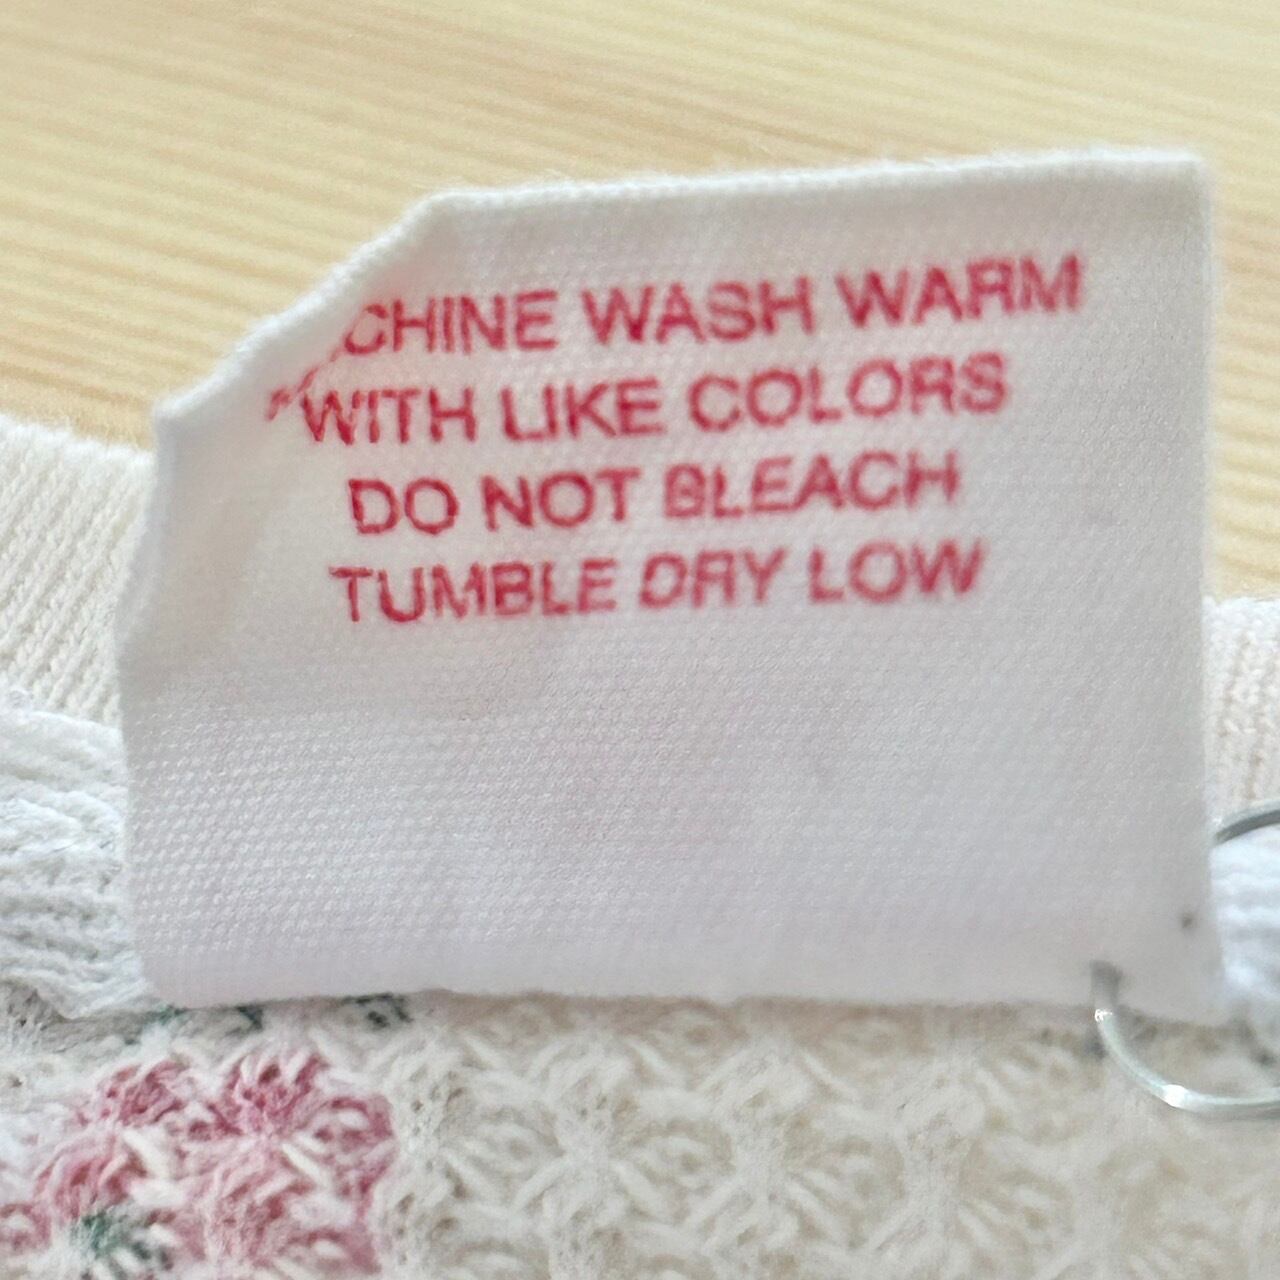 CHINE WASH WARM
WITH LIKE COLORS
DO NOT BLEACH
TUMBLE DRY LOW